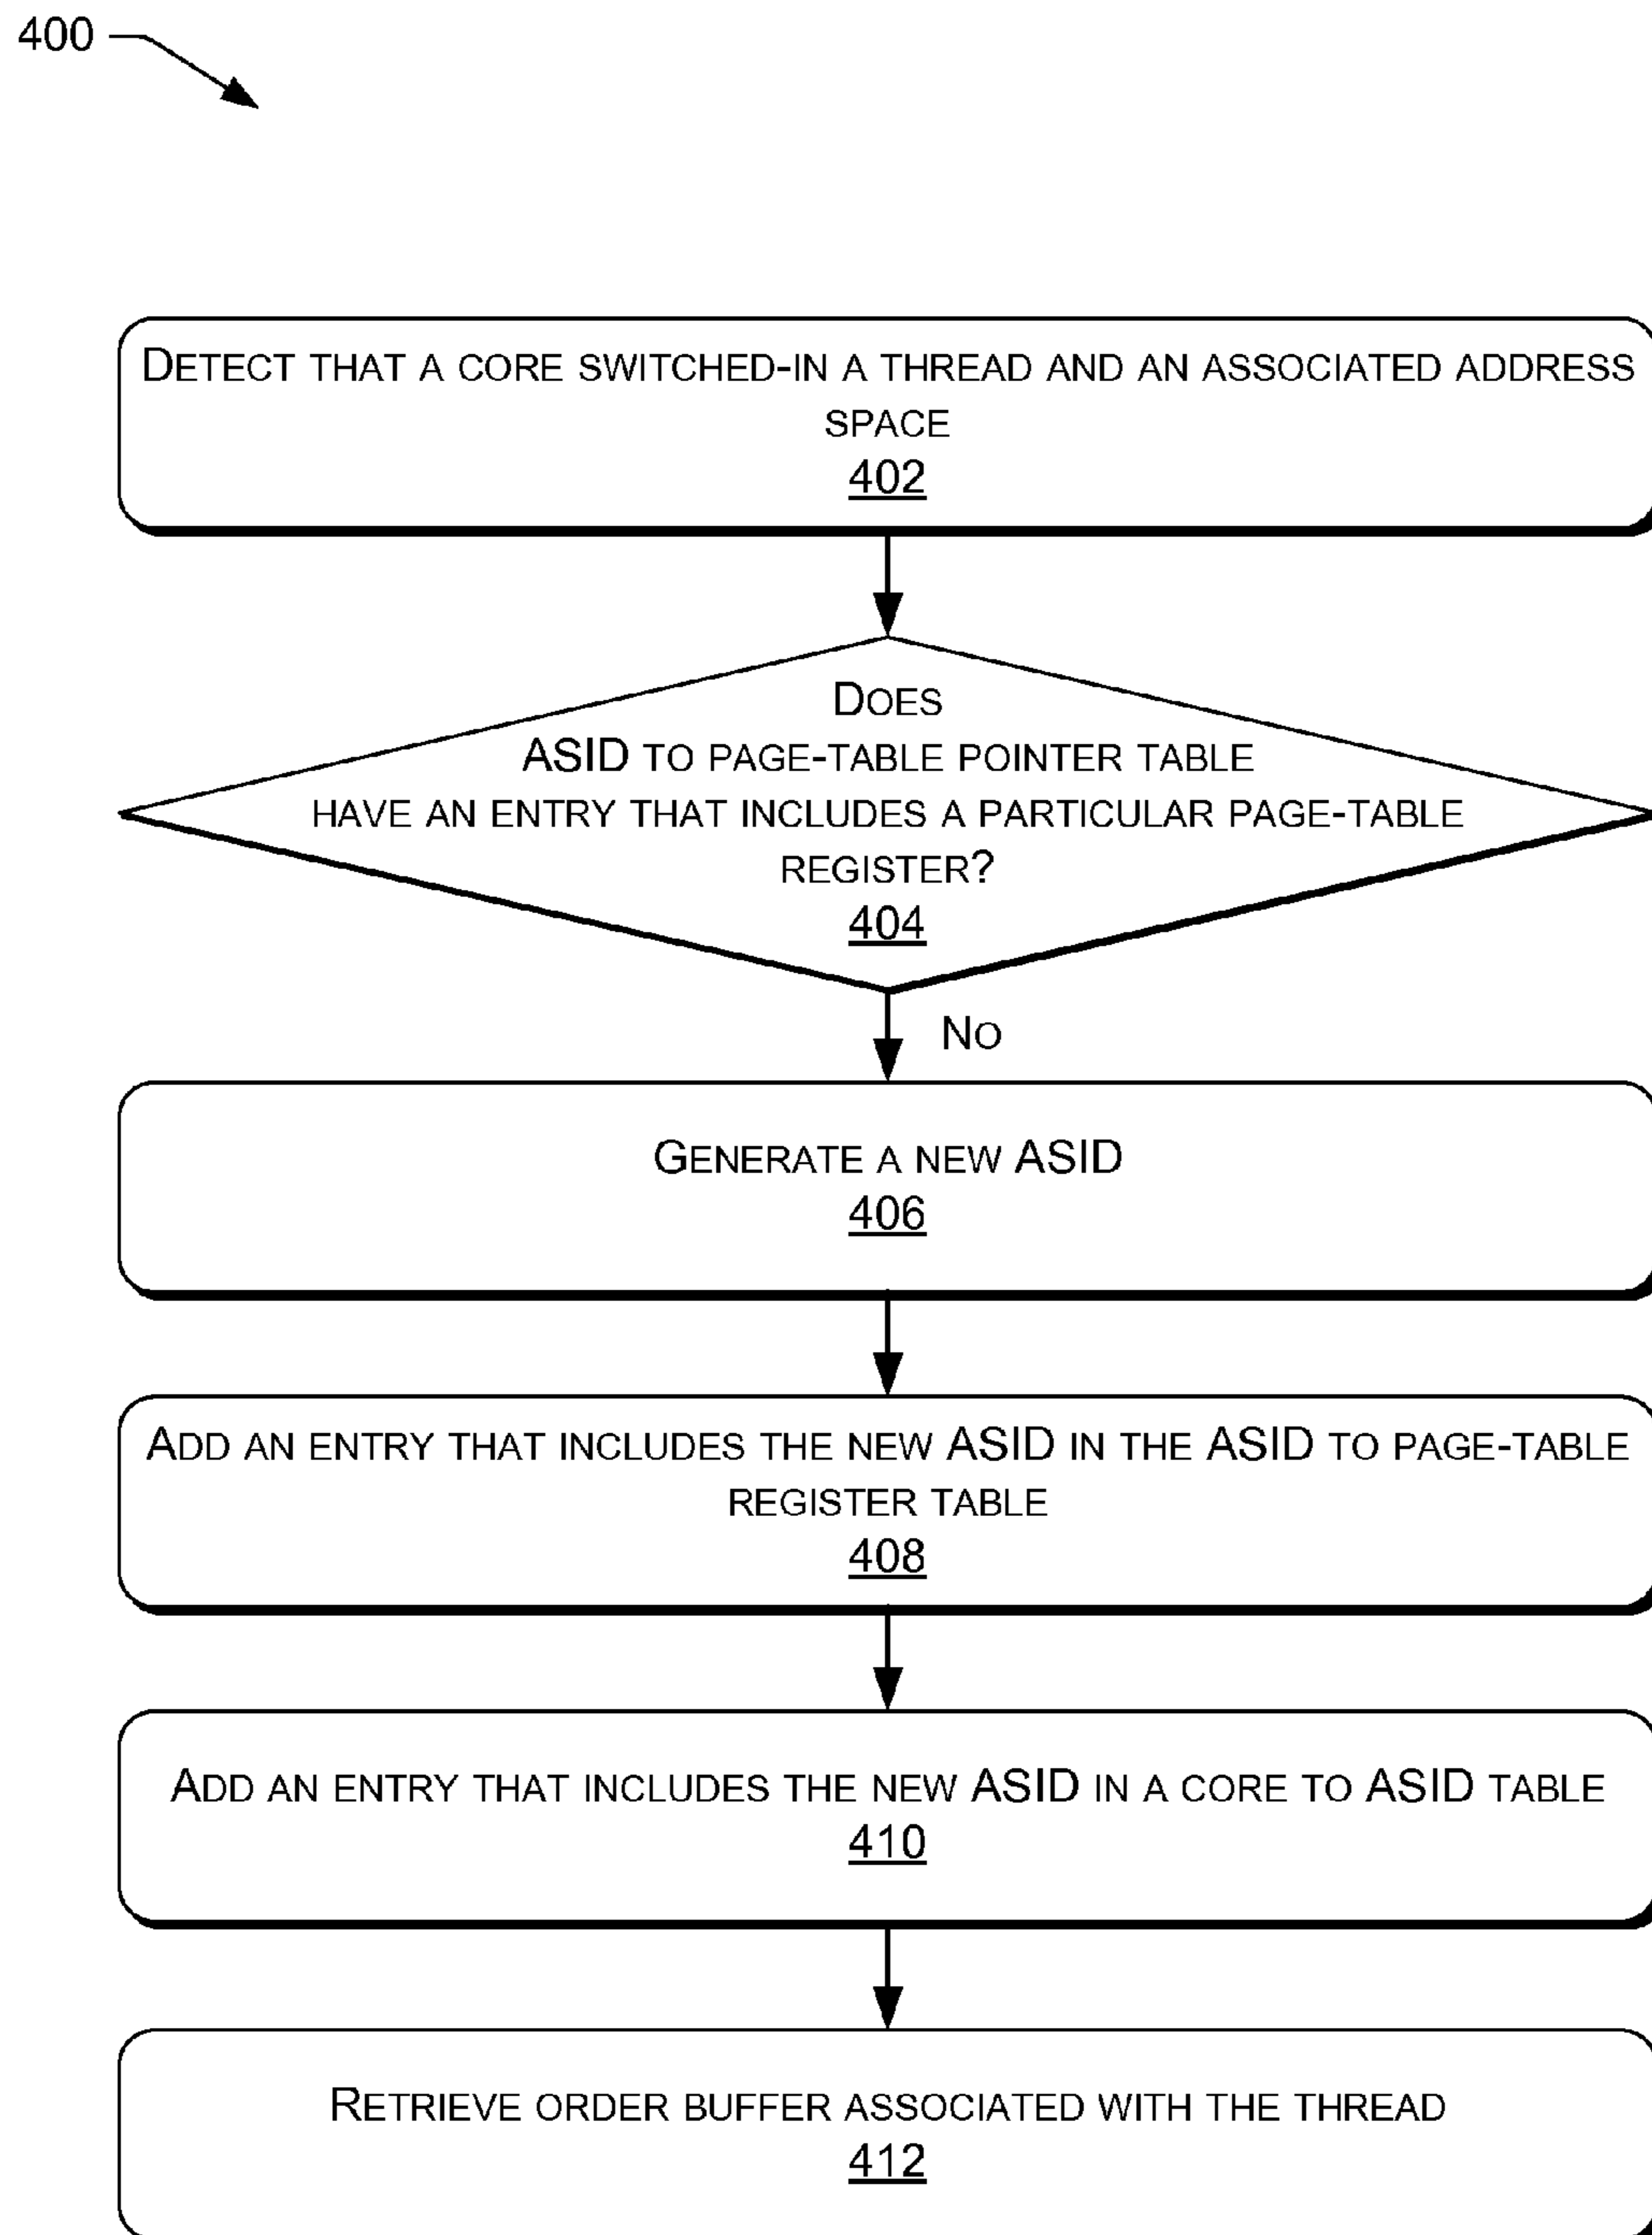 400
DETECT THAT A CORE SWITCHED-IN A THREAD AND AN ASSOCIATED ADDRESS
SPACE
402
DOES
ASID TO PAGE-TABLE POINTER TABLE
HAVE AN ENTRY THAT INCLUDES A PARTICULAR PAGE-TABLE
REGISTER?
404
NO
GENERATE A NEW ASID
406
ADD AN ENTRY THAT INCLUDES THE NEW ASID IN THE ASID TO PAGE-TABLE
REGISTER TABLE
408
ADD AN ENTRY THAT INCLUDES THE NEW ASID IN A CORE TO ASID TABLE
410
RETRIEVE ORDER BUFFER ASSOCIATED WITH THE THREAD
412